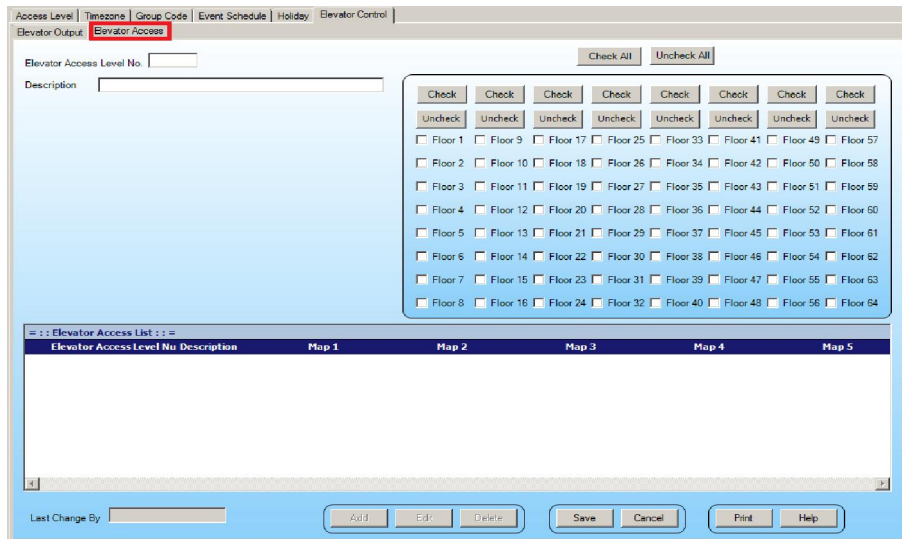 Access Level Timezone Group Code Event Schedule Holiday Elevator Control
Elevator Output Elevator Access
Elevator Access Level No.
Description
Check All Uncheck All
Check Check Check Check Check Check Check Check
Uncheck Uncheck Uncheck Uncheck Uncheck Uncheck Uncheck Uncheck
Floor 1 Floor 9 Floor 17 Floor 25 Floor 33 Floor 41 Floor 49 Floor 57
Floor 2 Floor 10 Floor 18 Floor 26 Floor 34 Floor 42 Floor 50 Floor 58
Floor 3 Floor 11 Floor 19 Floor 27 Floor 35 Floor 43 Floor 51 Floor 59
Floor 4 Floor 12 Floor 20 Floor 28 Floor 36 Floor 44 Floor 52 Floor 60
Floor 5 Floor 13 Floor 21 Floor 29 Floor 37 Floor 45 Floor 53 Floor 61
Floor 6 Floor 14 Floor 22 Floor 30 Floor 38 Floor 46 Floor 54 Floor 62
Floor 7 Floor 15 Floor 23 Floor 31 Floor 39 Floor 47 Floor 55 Floor 63
Floor 8 Floor 16 Floor 24 Floor 32 Floor 40 Floor 48 Floor 56 Floor 64
= : : Elevator Access List : : =
Elevator Access Level Nu Description Map 1 Map 2 Map 3 Map 4 Map 5
Last Change By Add Edit Delete Save Cancel Print Help